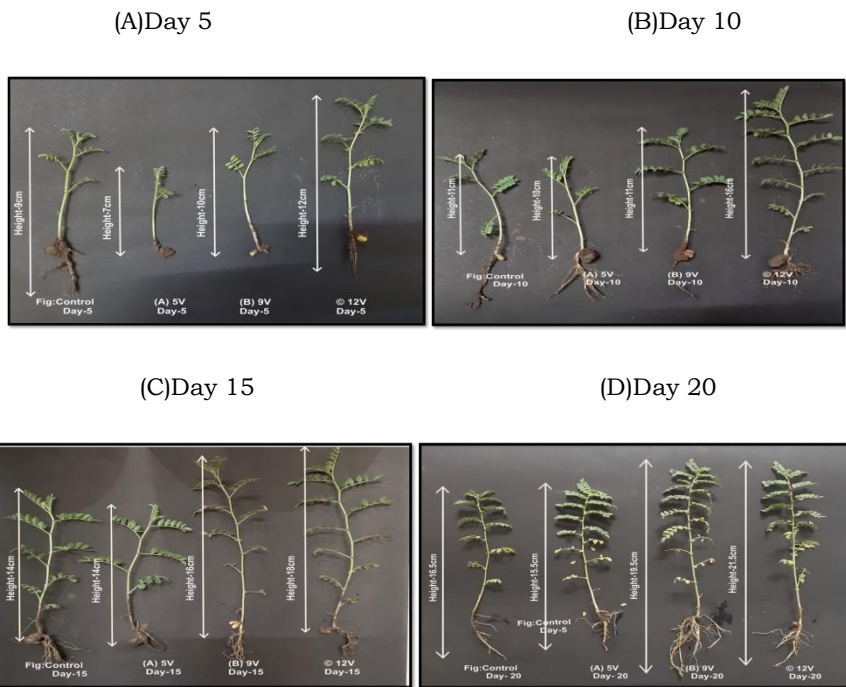 (A)Day 5
(B)Day 10
Height-9cm
Height-7cm
Height-10cm
Height-12cm
Fig:Control
Day-5
(A) 5V
Day-5
(B) 9V
Day-5
© 12V
Day-5
Height-11cm
Height-10cm
Height-11cm
Height-16cm
Fig:Control
Day-10
(A) 5V
Day-10
(B) 9V
Day-10
© 12V
Day-10
(C)Day 15
(D)Day 20
Height-14cm
Height-14cm
Height-16cm
Height-18cm
Fig:Control
Day-15
(A) 5V
Day-15
(B) 9V
Day-15
© 12V
Day-15
Height-16.5cm
Height-15.5cm
Height-19.5cm
Height-21.5cm
Fig:Control
Day-5
Fig:Control
Day- 20
(A) 5V
Day- 20
(B) 9V
Day-20
© 12V
Day-20